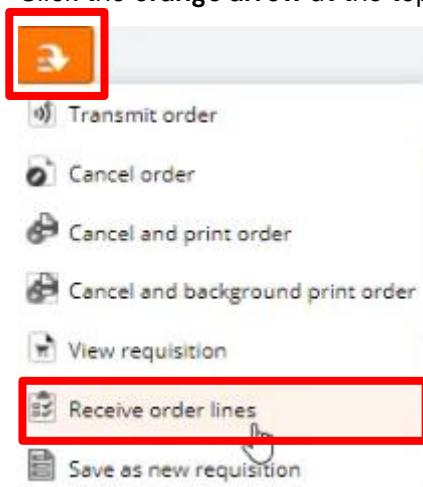 Click the orange arrow at the top
Transmit order
Cancel order
Cancel and print order
Cancel and background print order
View requisition
Receive order lines
Save as new requisition